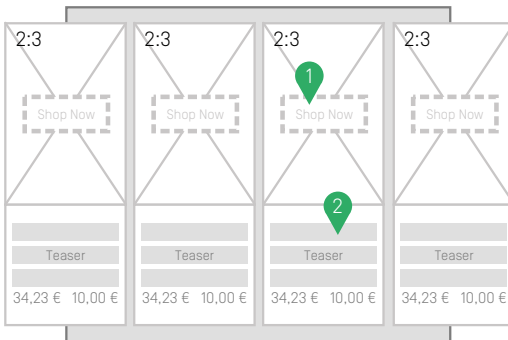 2:3 2:3 2:3 2:3
1
Shop Now Shop Now Shop Now Shop Now
2
Teaser Teaser Teaser Teaser
34,23 € 10,00 € 34,23 € 10,00 € 34,23 € 10,00 € 34,23 € 10,00 €